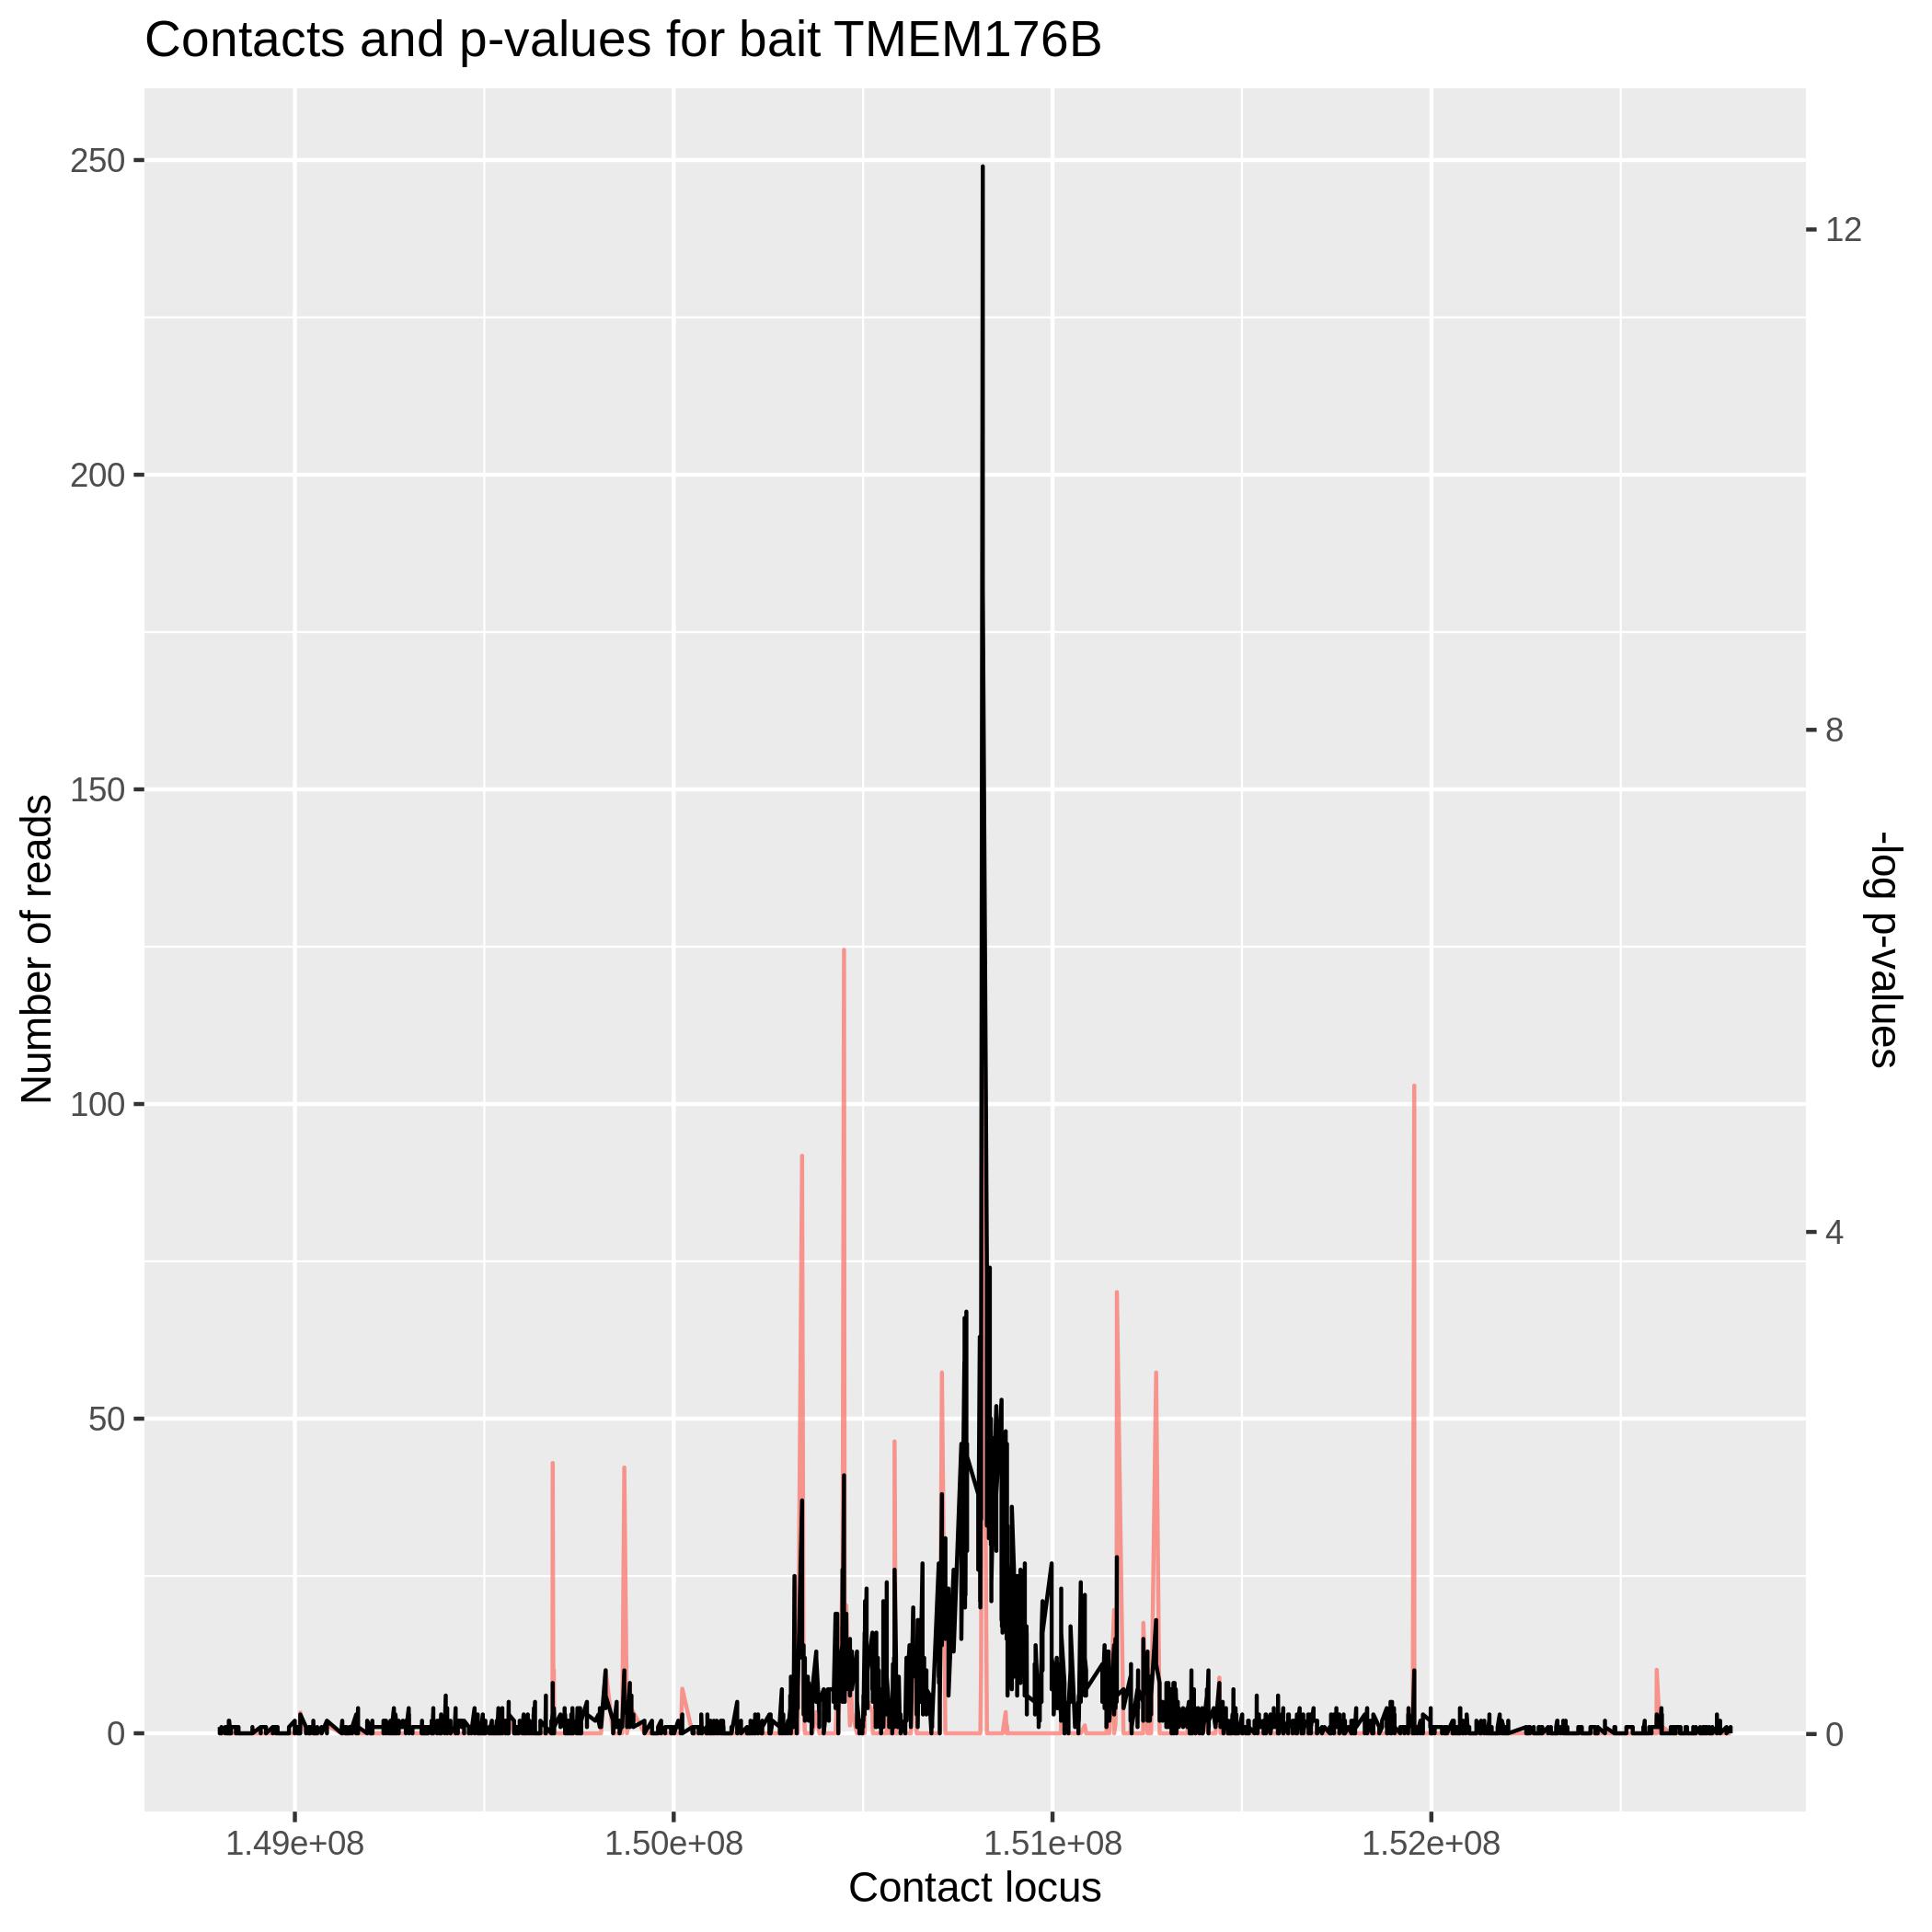 Contacts and p-values for bait TMEM176B
250
200
150
100
50
0
Number of reads
12
8
4
0
-log p-values
1.49e+08 1.50e+08 1.51e+08 1.52e+08
Contact locus